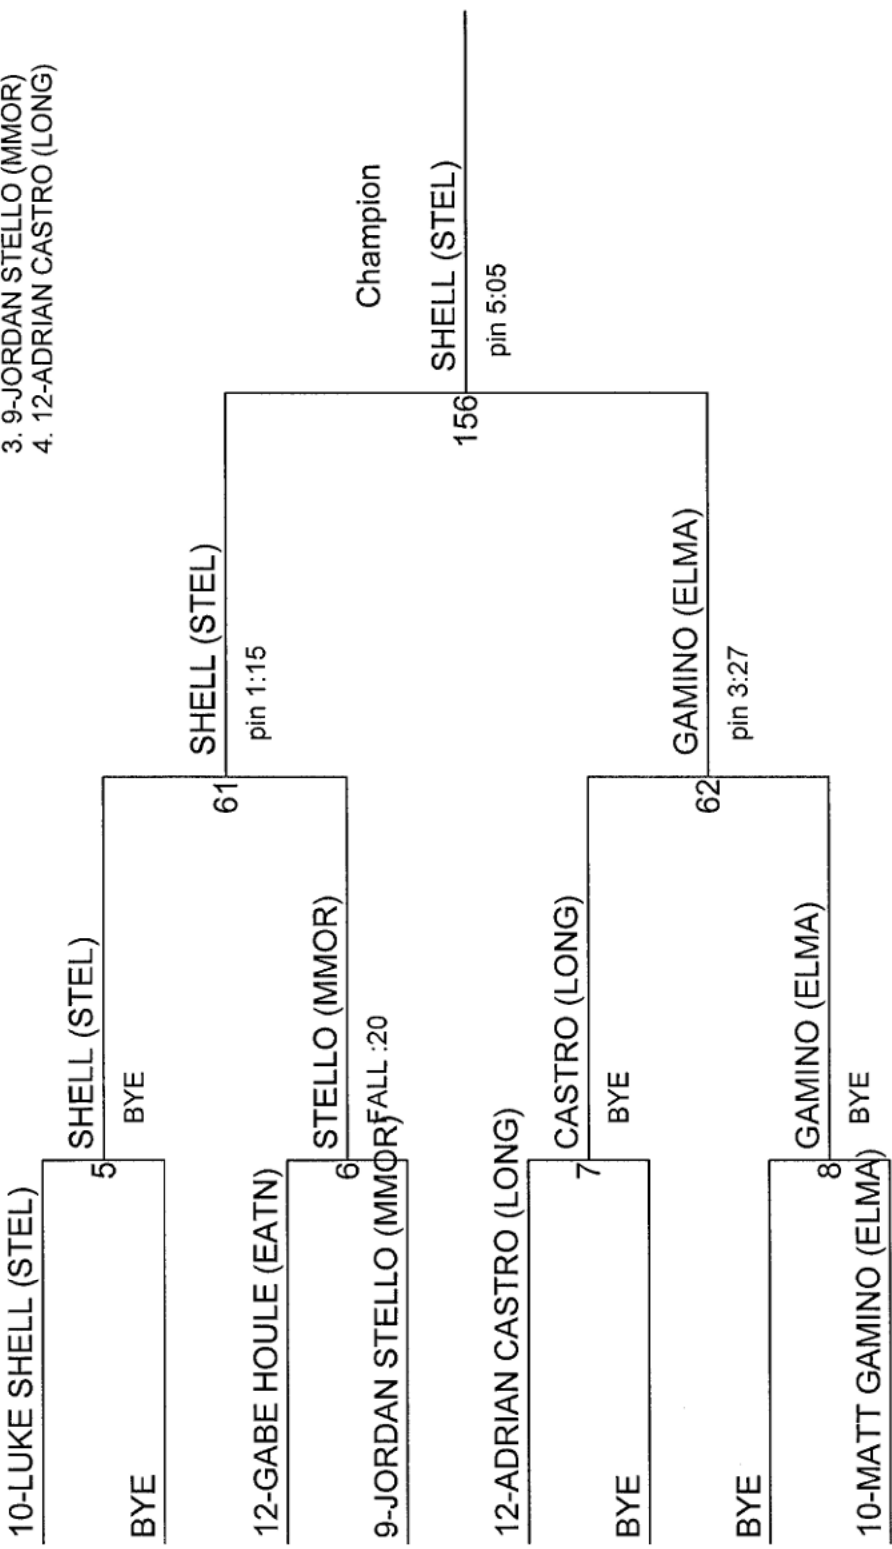 3. 9-JORDAN STELLO (MMOR)
4. 12-ADRIAN CASTRO (LONG)
10-LUKE SHELL (STEL)
BYE
5
SHELL (STEL)
BYE
12-GABE HOULE (EATN)
9-JORDAN STELLO (MMOR)
6
STELLO (MMOR)
FALL :20
61
SHELL (STEL)
pin 1:15
12-ADRIAN CASTRO (LONG)
BYE
7
CASTRO (LONG)
BYE
BYE
10-MATT GAMINO (ELMA)
8
GAMINO (ELMA)
BYE
62
GAMINO (ELMA)
pin 3:27
156
Champion
SHELL (STEL)
pin 5:05